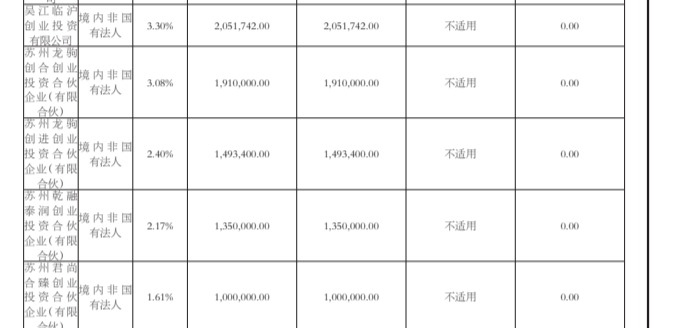 吴江临沪
创业投资
有限公司
境内非国
有法人
3.30%
2,051,742.00
2,051,742.00
不适用
0.00
苏州龙驹
创合创业
投资合伙
企业(有限
合伙)
境内非国
有法人
3.08%
1,910,000.00
1,910,000.00
不适用
0.00
苏州龙驹
创进创业
投资合伙
企业(有限
合伙)
境内非国
有法人
2.40%
1,493,400.00
1,493,400.00
不适用
0.00
苏州乾融
泰润创业
投资合伙
企业(有限
合伙)
境内非国
有法人
2.17%
1,350,000.00
1,350,000.00
不适用
0.00
苏州君尚
合臻创业
投资合伙
企业(有限
合伙)
境内非国
有法人
1.61%
1,000,000.00
1,000,000.00
不适用
0.00